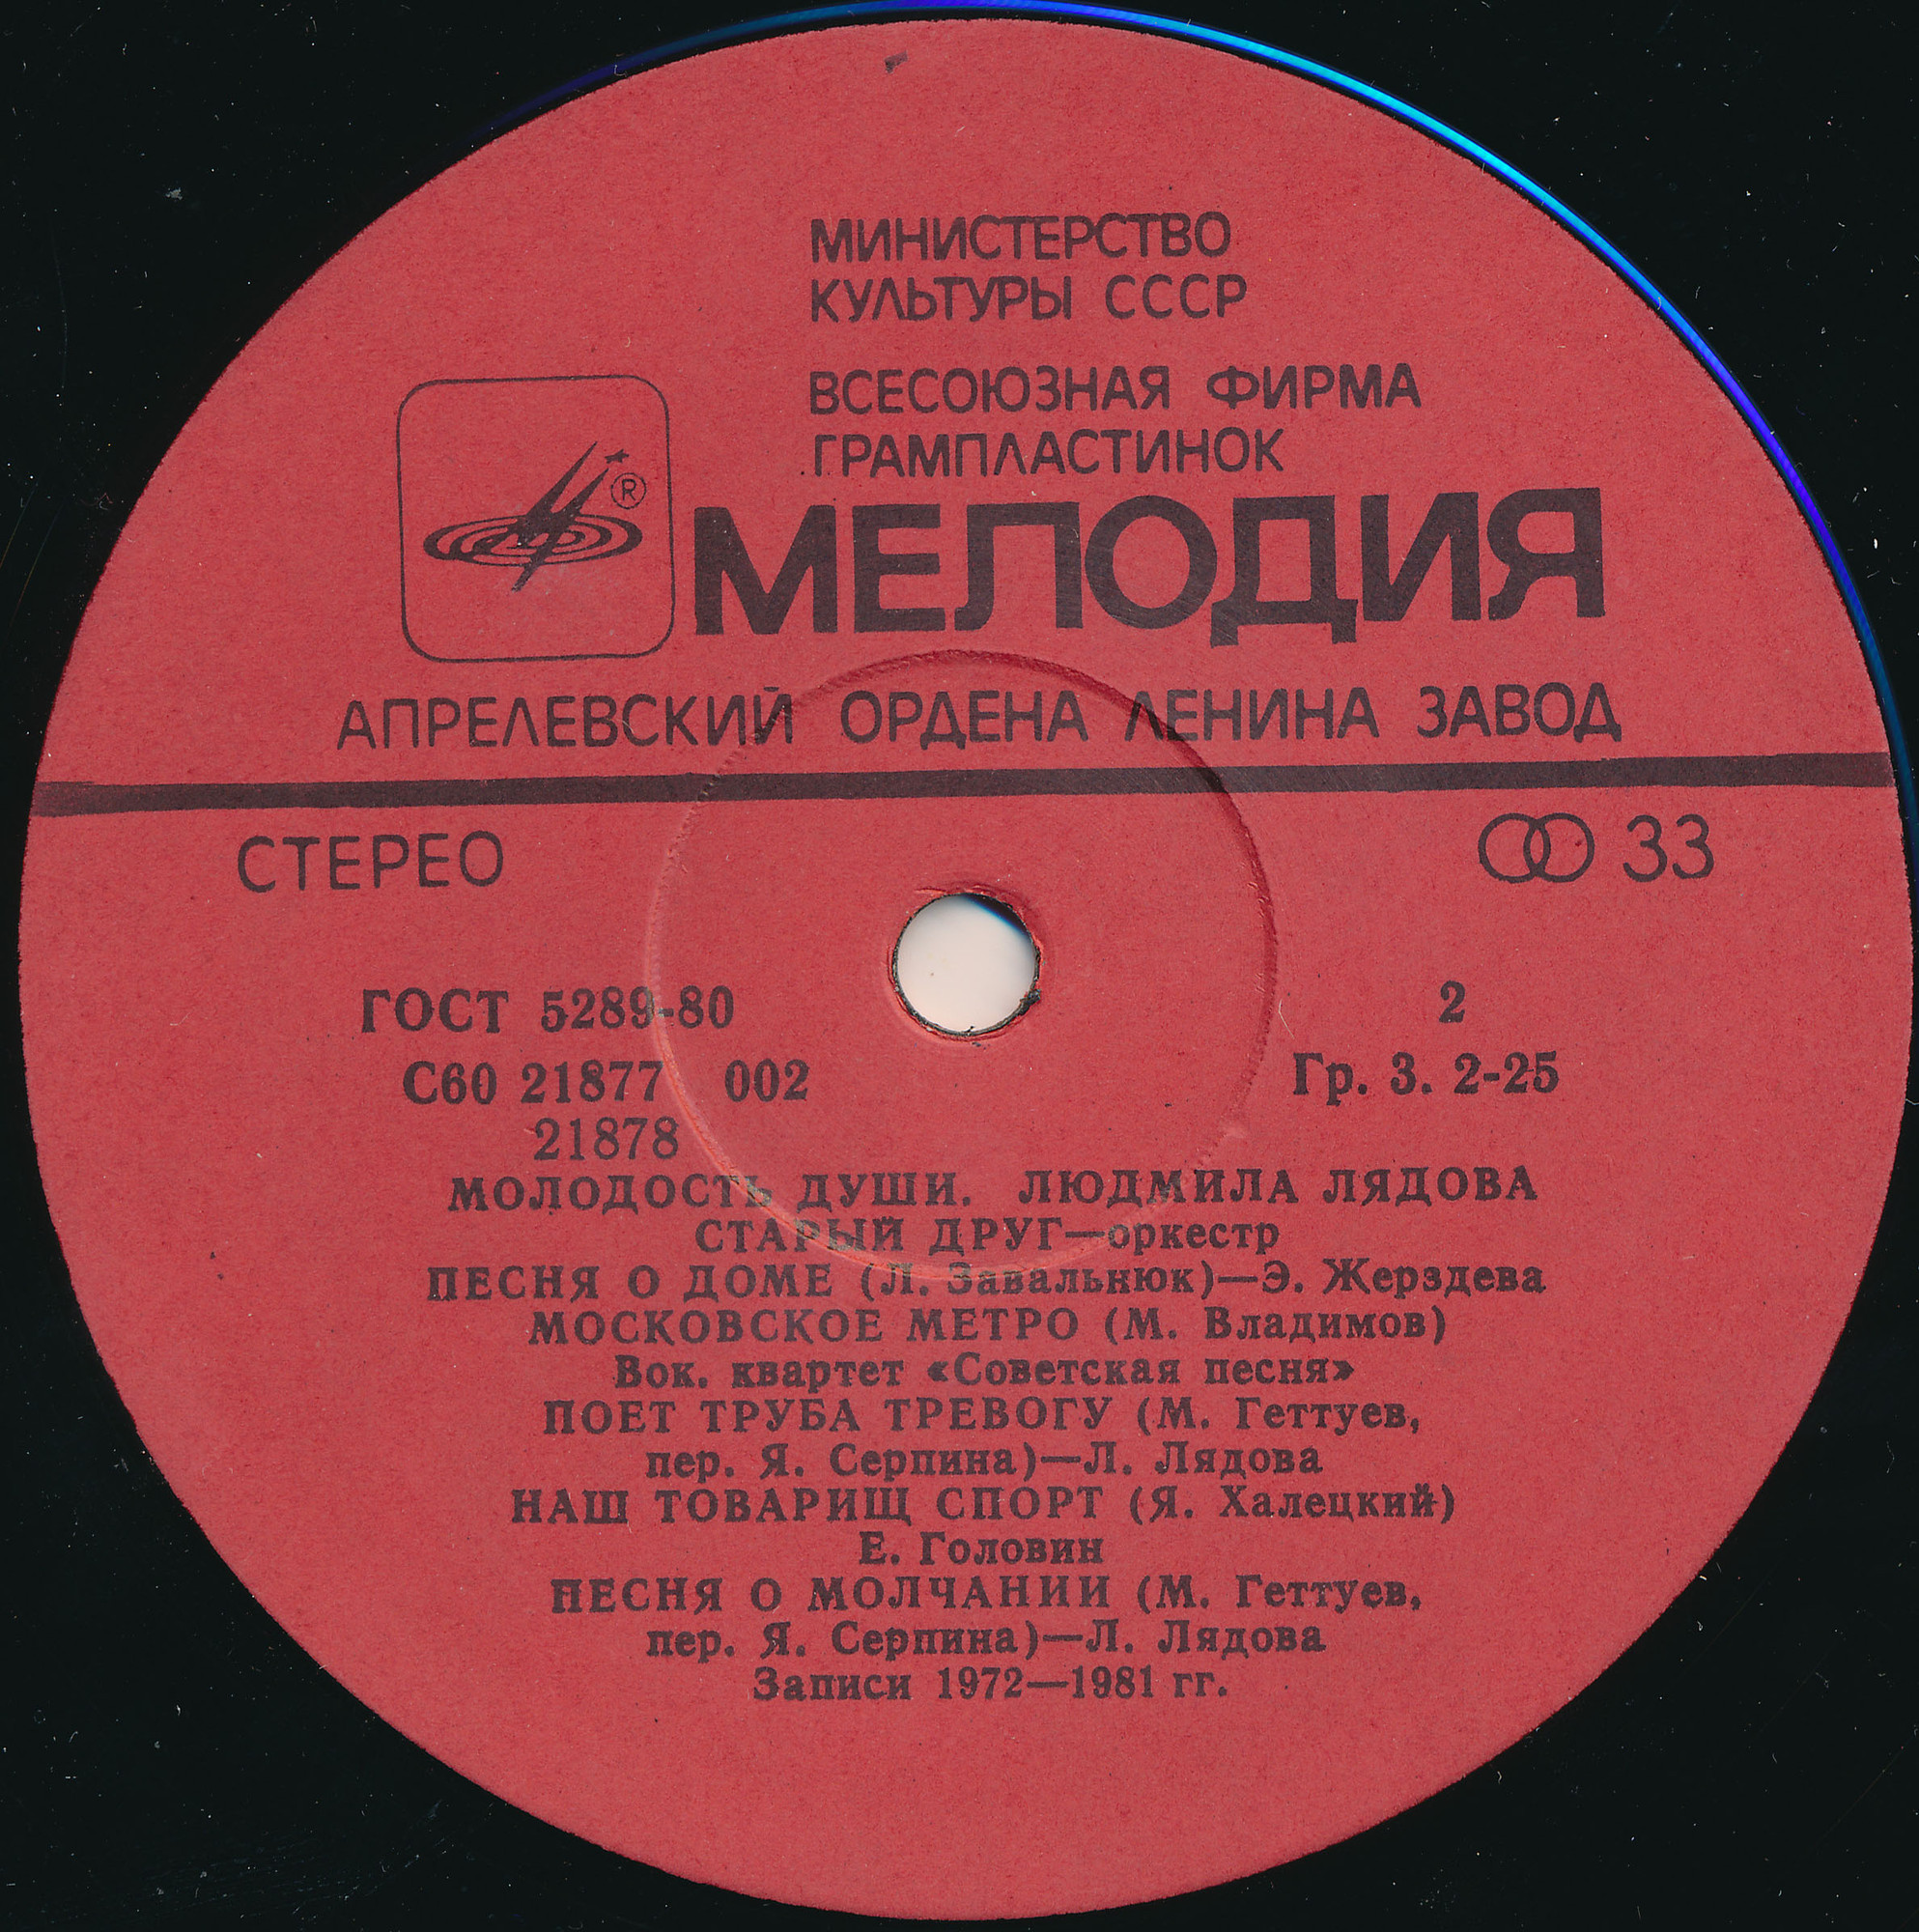 МИНИСТЕРСТВО
КУЛЬТУРЫ СССР
ВСЕСОЮЗНАЯ ФИРМА
ГРАМПЛАСТИНОК
®
МЕЛОДИЯ
АПРЕЛЕВСКИЙ ОРДЕНА ЛЕНИНА ЗАВОД
СТЕРЕО 33
ГОСТ 5289-80 2
С60 21877 002 Гр. 3. 2-25
21878
МОЛОДОСТЬ ДУШИ. ЛЮДМИЛА ЛЯДОВА
СТАРЫЙ ДРУГ—оркестр
ПЕСНЯ О ДОМЕ (Л. Завальнюк)—Э. Жерздева
МОСКОВСКОЕ МЕТРО (М. Владимов)
Вок. квартет «Советская песня»
ПОЕТ ТРУБА ТРЕВОГУ (М. Геттуев,
пер. Я. Серпина)—Л. Лядова
НАШ ТОВАРИЩ СПОРТ (Я. Халецкий)
Е. Головин
ПЕСНЯ О МОЛЧАНИИ (М. Геттуев,
пер. Я. Серпина)—Л. Лядова
Записи 1972—1981 гг.